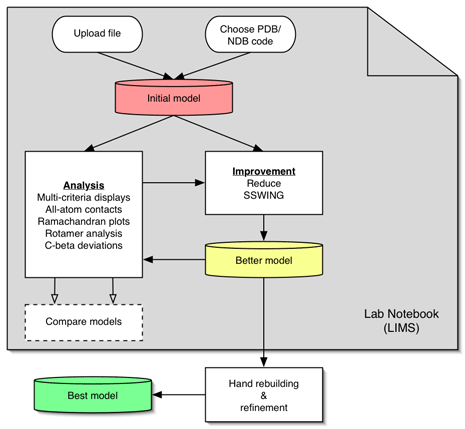 Upload file
Choose PDB/
NDB code
Initial model
Analysis
Multi-criteria displays
All-atom contacts
Ramachandran plots
Rotamer analysis
C-beta deviations
Improvement
Reduce
SSWING
Better model
Compare models
Lab Notebook
(LIMS)
Hand rebuilding
&
refinement
Best model